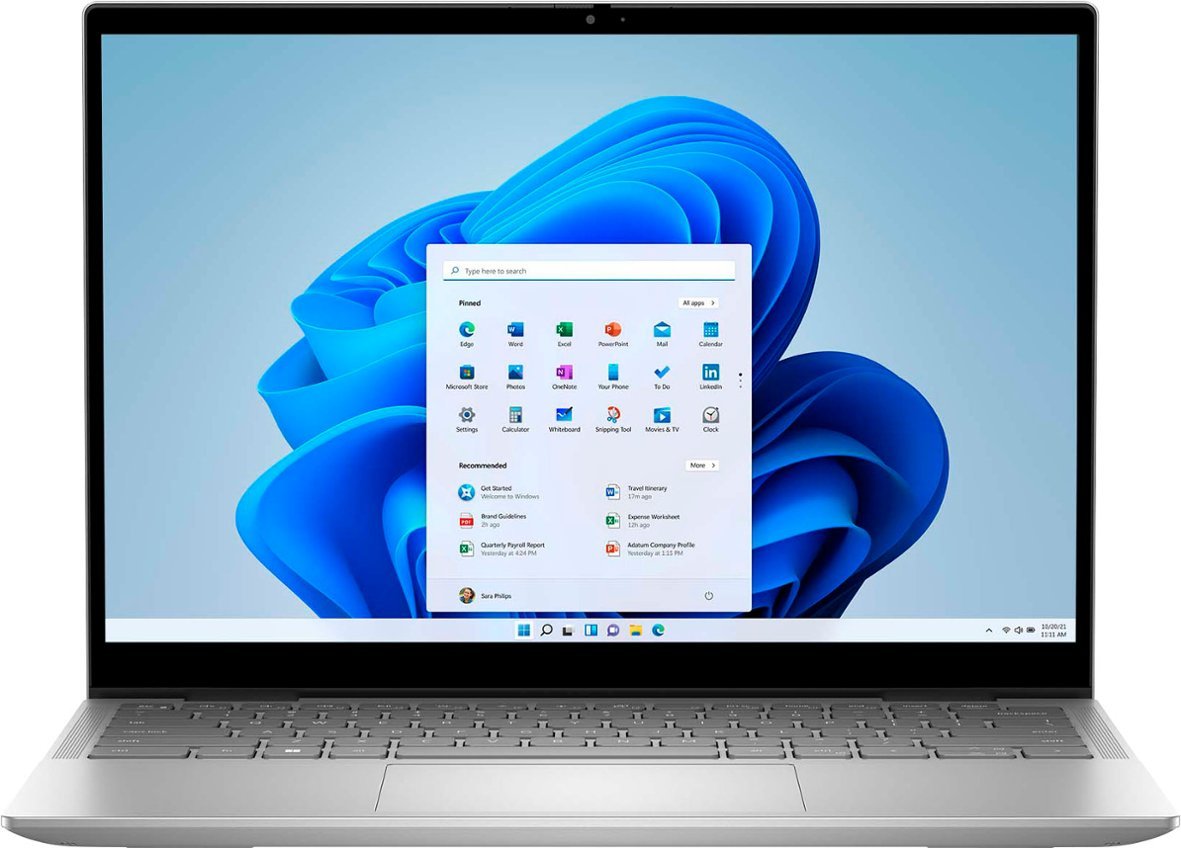 Type here to search
Pinned
All apps >
Edge Word Excel PowerPoint Mail Calendar
Microsoft Store Photos OneNote Your Phone To Do LinkedIn
Settings Calculator Whiteboard Snipping Tool Movies & TV Clock
Recommended
More >
Get Started
Welcome to Windows
Travel Itinerary
17m ago
Brand Guidelines
2h ago
Expense Worksheet
12h ago
Quarterly Payroll Report
Yesterday at 4:24 PM
Adatum Company Profile
Yesterday at 1:15 PM
Sara Philips
10/20/21
11:11 AM